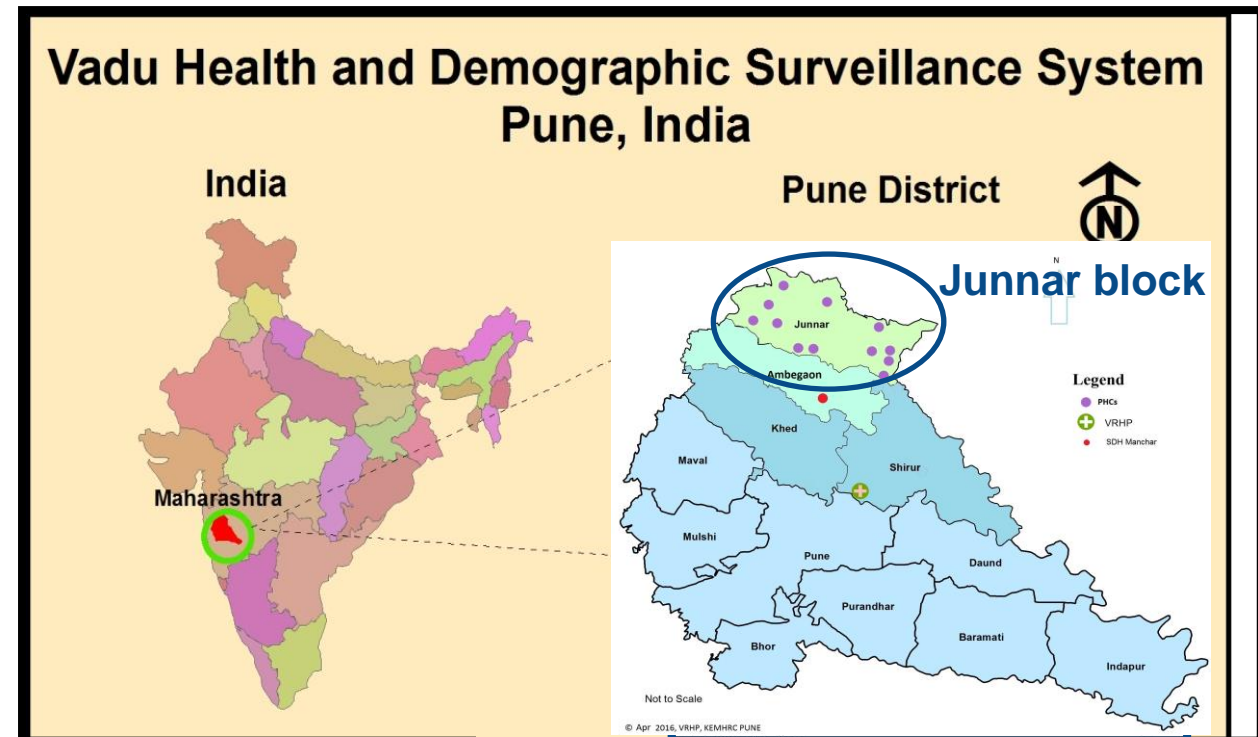 Vadu Health and Demographic Surveillance System
Pune, India
India
Pune District
N
Maharashtra
Junnar block
N
Junnar
Ambegaon
Khed
Maval
Shirur
Mulshi
Pune
Daund
Purandhar
Baramati
Bhor
Indapur
Legend
PHCs
VRHP
SDH Manchar
Not to Scale
© Apr 2016, VRHP, KEMHRC PUNE